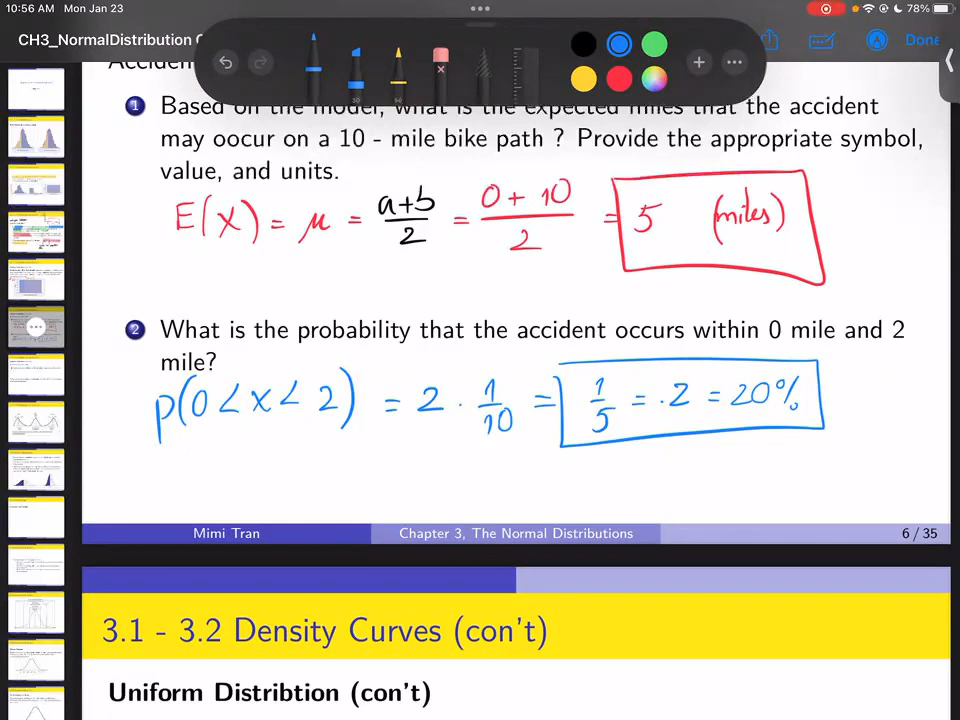 10:56 AM Mon Jan 23
78%
CH3_NormalDistribution
Done
Acciden
1 Based on the model, what is the expected miles that the accident
may oocur on a 10 - mile bike path ? Provide the appropriate symbol,
value, and units.
E(X) = μ = a+b/2 = 0+10/2 = 5 (miles)
2 What is the probability that the accident occurs within 0 mile and 2
mile?
P(0 < X < 2) = 2 · 1/10 = 1/5 = .2 = 20%
Mimi Tran Chapter 3, The Normal Distributions 6 / 35
3.1 - 3.2 Density Curves (con't)
Uniform Distribtion (con't)